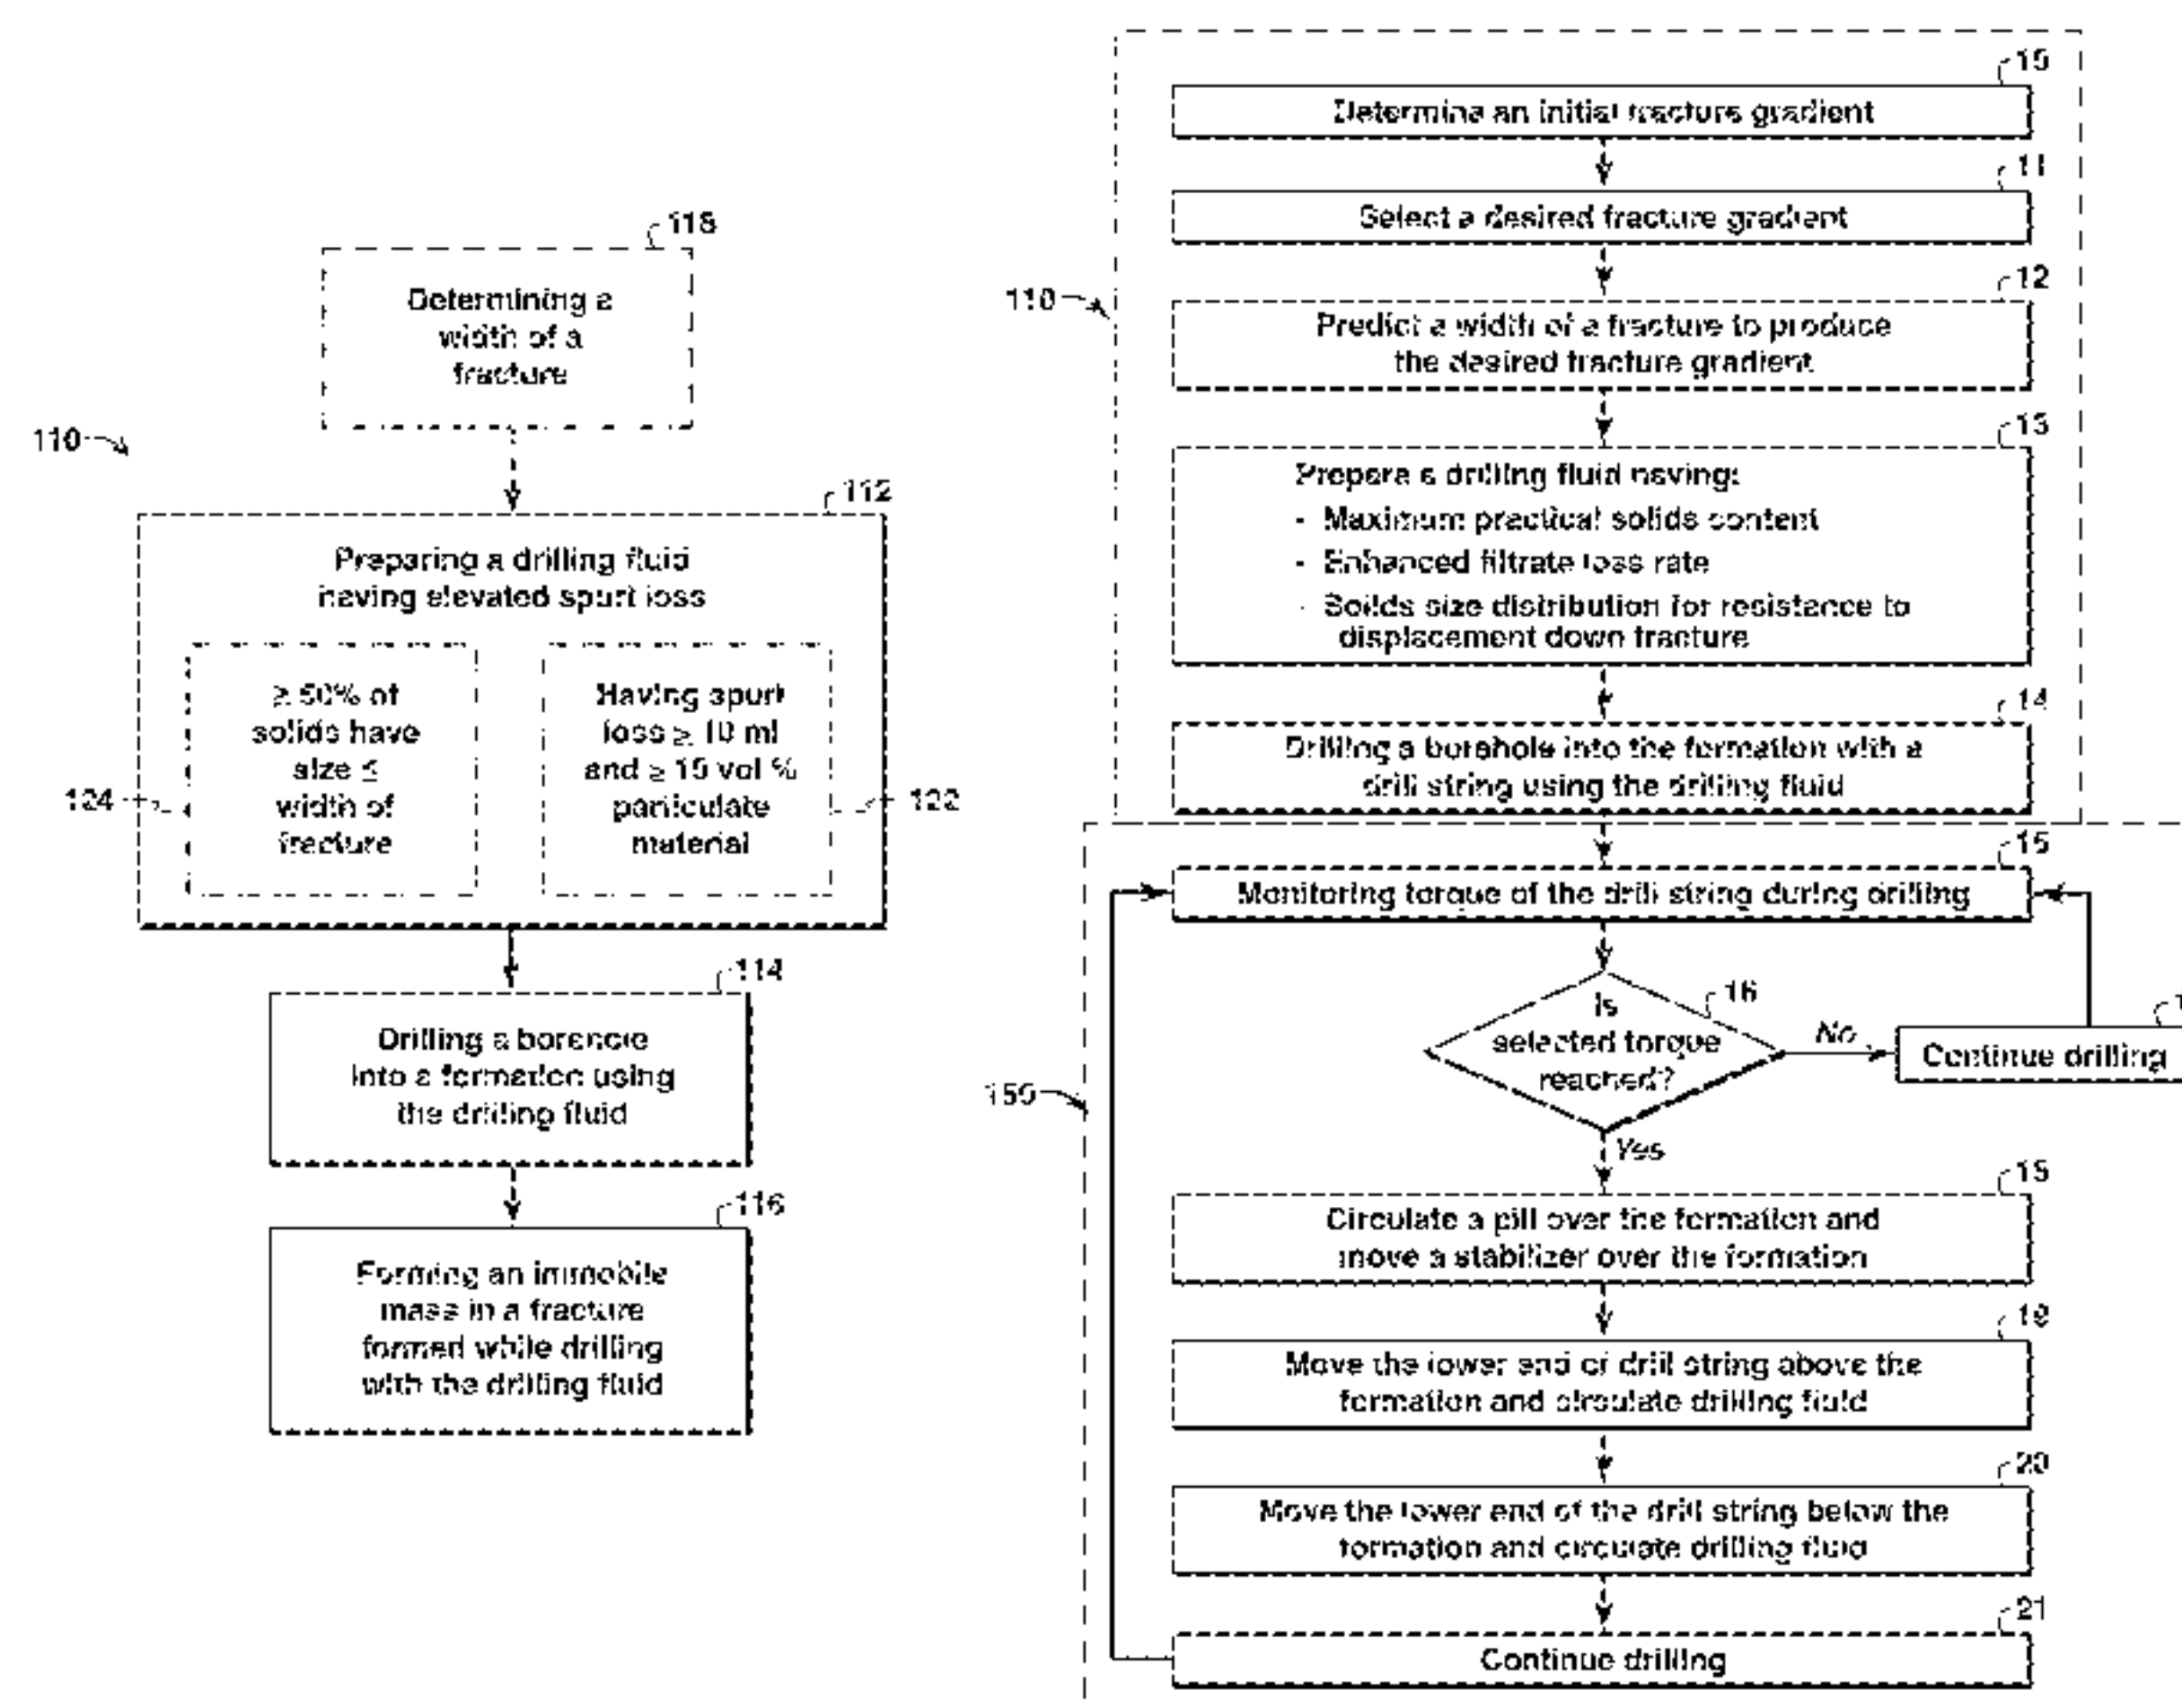 118
Determining a
width of a
fracture
110
112
Preparing a drilling fluid
having elevated spurt loss
≥ 50% of
solids have
size ≤
width of
fracture
124
Having spurt
loss ≥ 10 ml
and ≥ 15 vol %
particulate
material
122
114
Drilling a borehole
into a formation using
the drilling fluid
116
Forming an immobile
mass in a fracture
formed while drilling
with the drilling fluid
110
10
Determine an initial fracture gradient
11
Select a desired fracture gradient
12
Predict a width of a fracture to produce
the desired fracture gradient
13
Prepare a drilling fluid having:
- Maximum practical solids content
- Enhanced filtrate loss rate
- Solids size distribution for resistance to
displacement down fracture
14
Drilling a borehole into the formation with a
drill string using the drilling fluid
150
15
Monitoring torque of the drill string during drilling
16
Is
selected torque
reached?
No
Continue drilling
Yes
Circulate a pill over the formation and
move a stabilizer over the formation
19
Move the lower end of drill string above the
formation and circulate drilling fluid
20
Move the lower end of the drill string below the
formation and circulate drilling fluid
21
Continue drilling